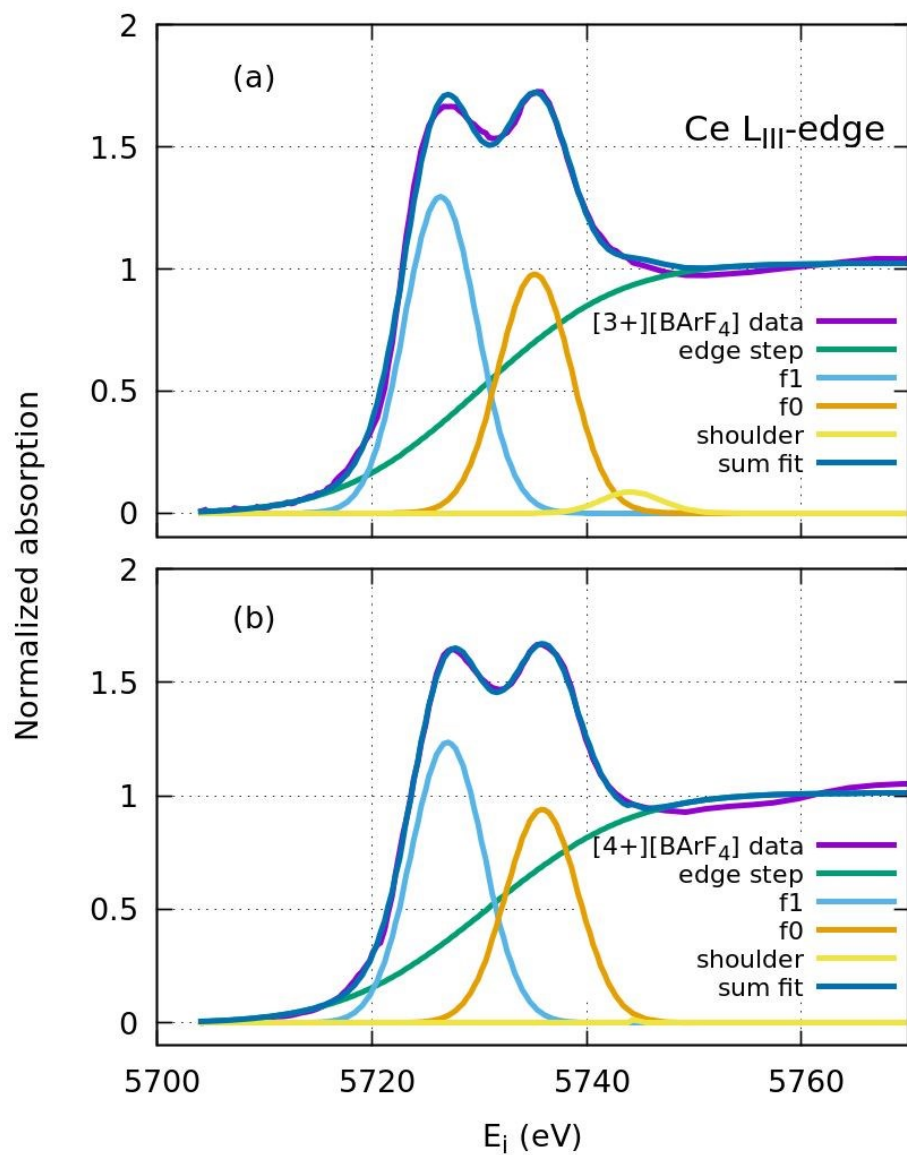 2
(a)
Ce L_III-edge
1.5
1
[3+][BArF₄] data
edge step
f1
0.5
f0
shoulder
sum fit
0
Normalized absorption
2
(b)
1.5
1
[4+][BArF₄] data
edge step
f1
0.5
f0
shoulder
sum fit
0
5700 5720 5740 5760
Eᵢ (eV)